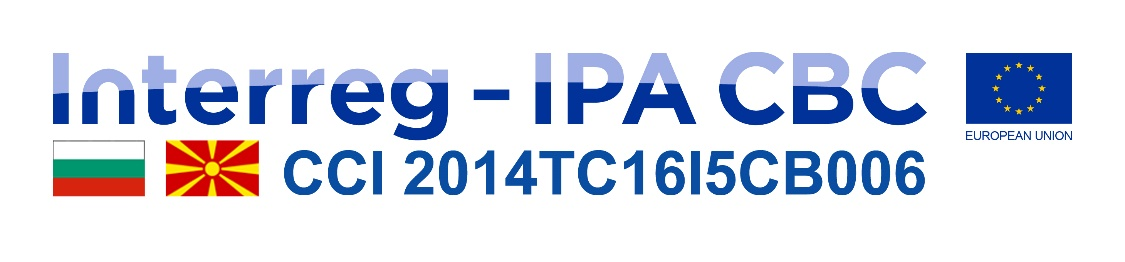 Interreg - IPA CBC
EUROPEAN UNION
CCI 2014TC16I5CB006